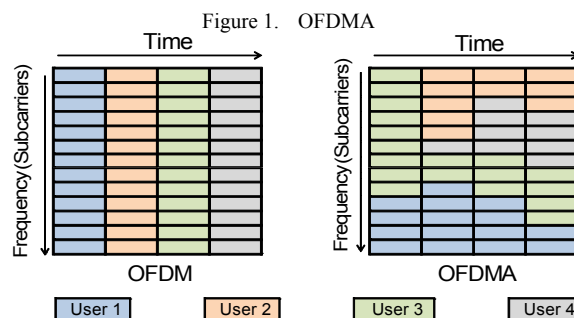 Figure 1. OFDMA
Time
Time
Frequency (Subcarriers)
Frequency (Subcarriers)
OFDM
OFDMA
User 1
User 2
User 3
User 4